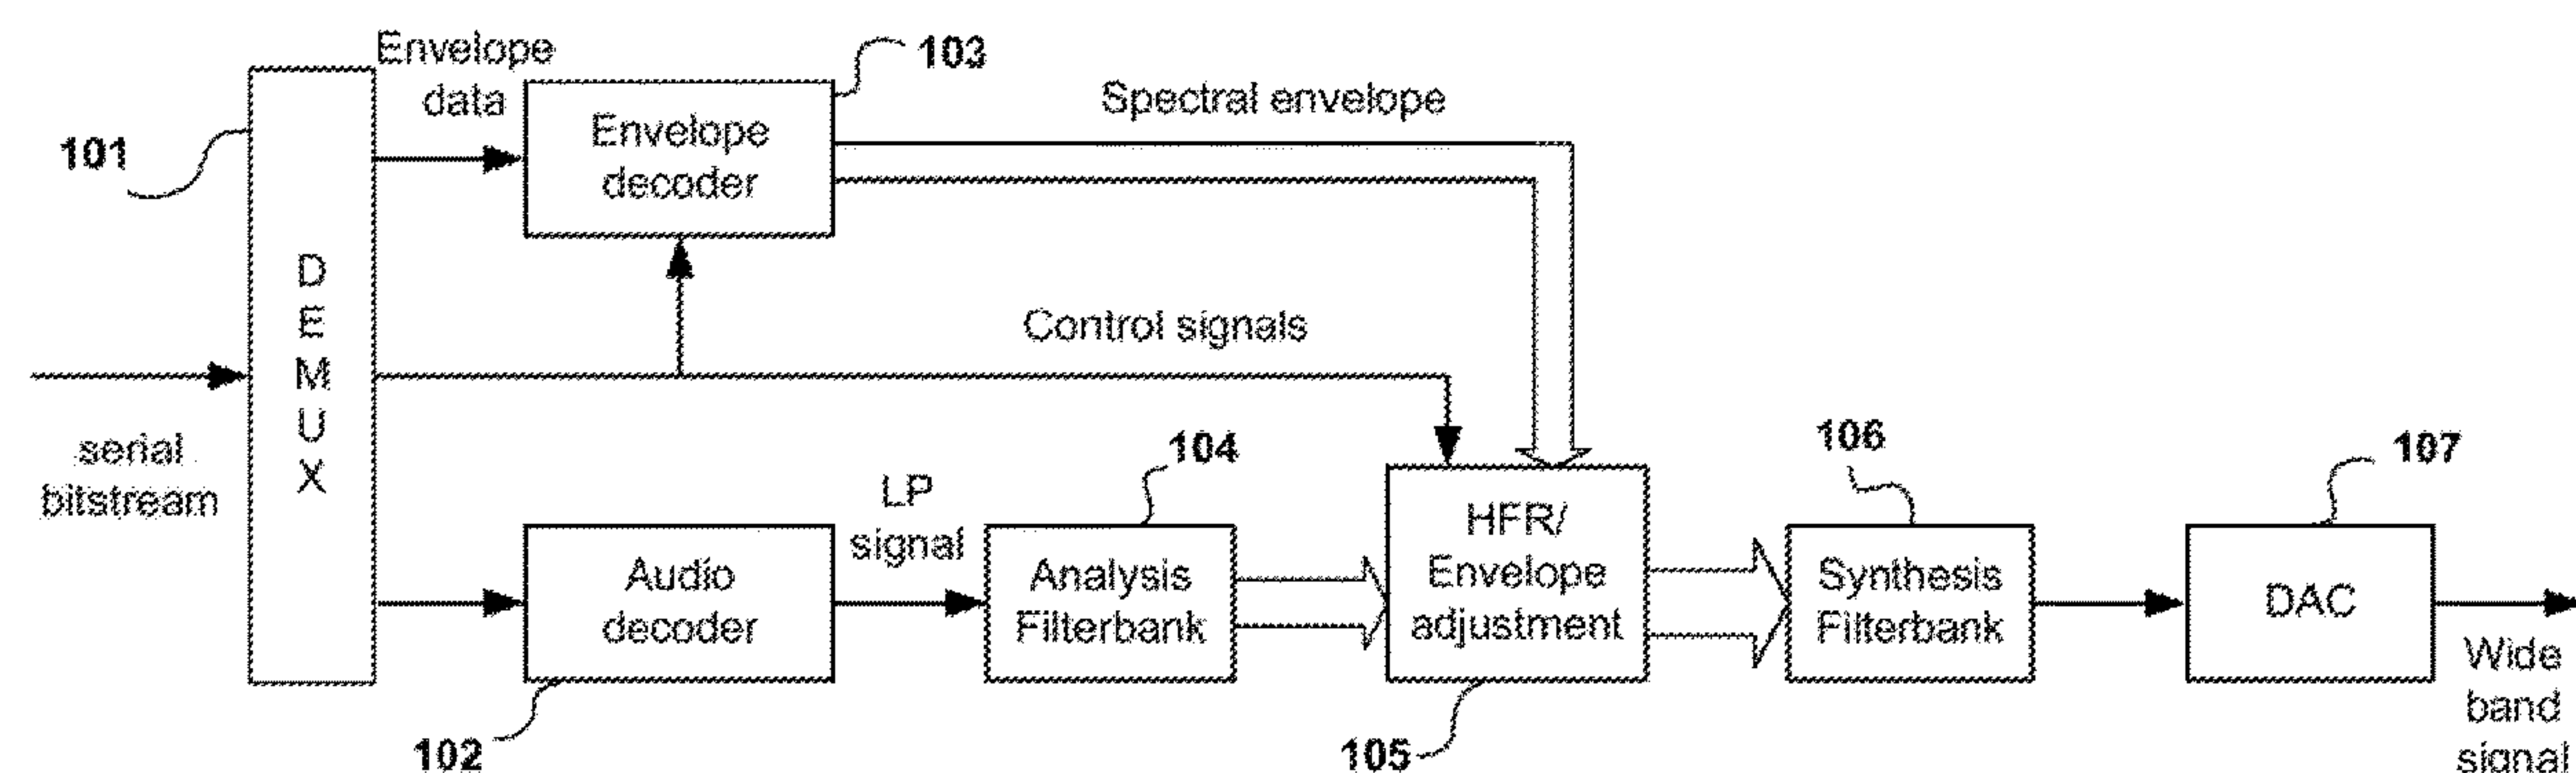 Envelope
data
103
Spectral envelope
101
Envelope
decoder
D
E
M
U
X
Control signals
serial
bitstream
104
106
107
LP
signal
Audio
decoder
Analysis
Filterbank
HFR/
Envelope
adjustment
Synthesis
Filterbank
DAC
Wide
band
signal
102
105